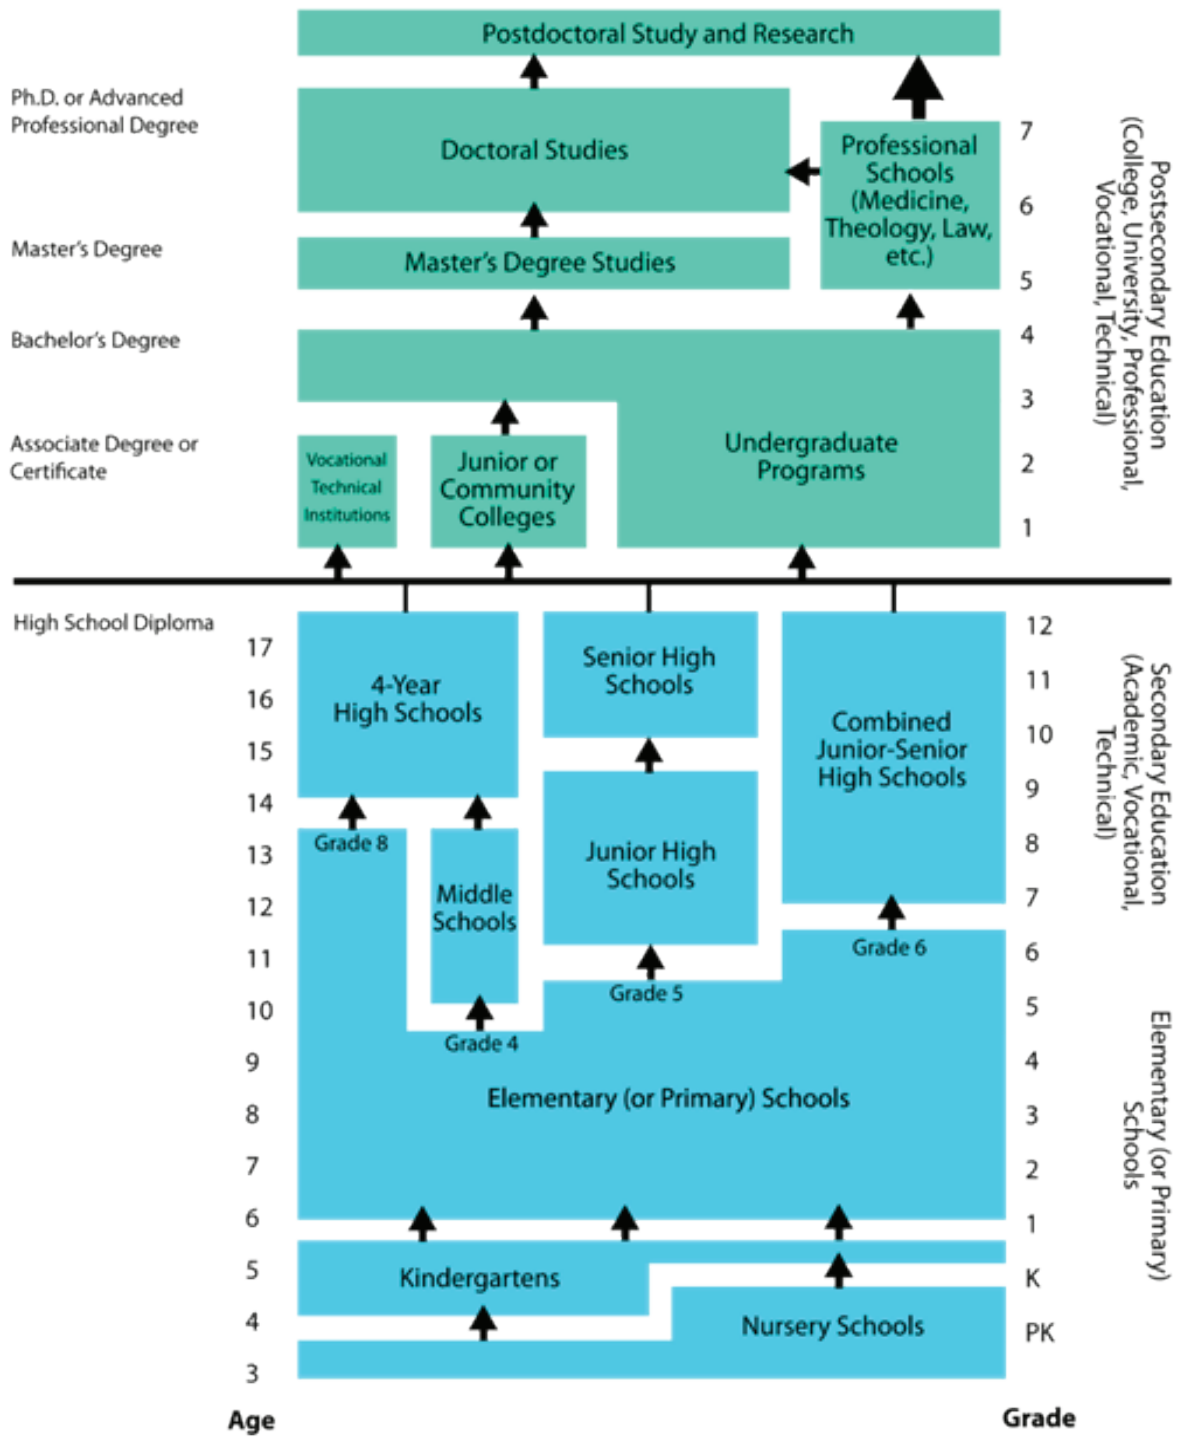 Postdoctoral Study and Research
Ph.D. or Advanced
Professional Degree
Doctoral Studies
Professional
Schools
(Medicine,
Theology, Law,
etc.)
7
6
5
Master's Degree
Master's Degree Studies
Bachelor's Degree
4
3
2
1
Undergraduate
Programs
Associate Degree or
Certificate
Vocational
Technical
Institutions
Junior or
Community
Colleges
Postsecondary Education
(College, University, Professional,
Vocational, Technical)
High School Diploma
17
16
15
14
13
12
11
10
9
8
7
6
5
4
3
Age
4-Year
High Schools
Senior High
Schools
Combined
Junior-Senior
High Schools
Grade 8
Middle
Schools
Junior High
Schools
Grade 6
Grade 5
Grade 4
Elementary (or Primary) Schools
Kindergartens
Nursery Schools
12
11
10
9
8
7
6
5
4
3
2
1
K
PK
Grade
Secondary Education
(Academic, Vocational,
Technical)
Elementary (or Primary)
Schools